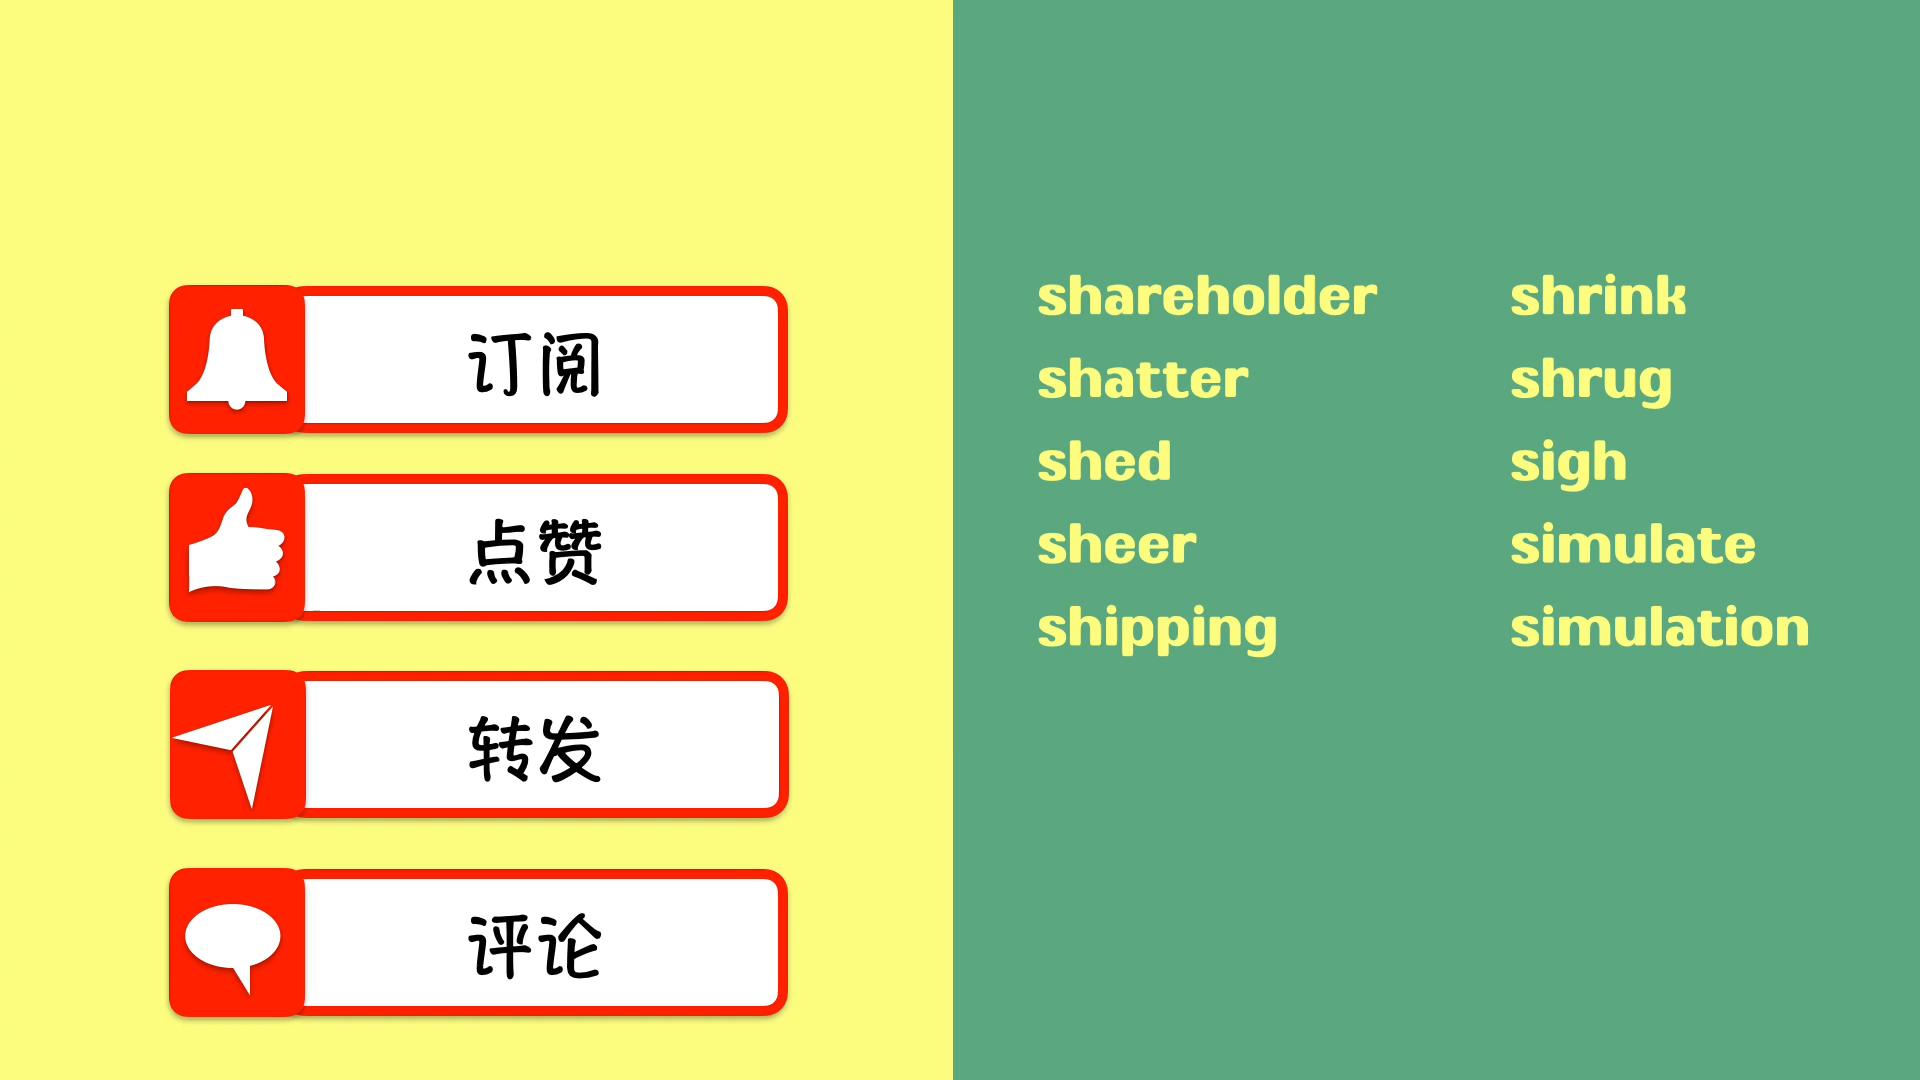 订阅
点赞
转发
评论
shareholder
shatter
shed
sheer
shipping
shrink
shrug
sigh
simulate
simulation